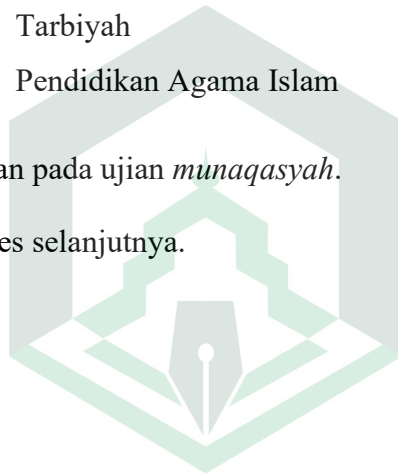 Tarbiyah
Pendidikan Agama Islam
an pada ujian munaqasyah.
es selanjutnya.